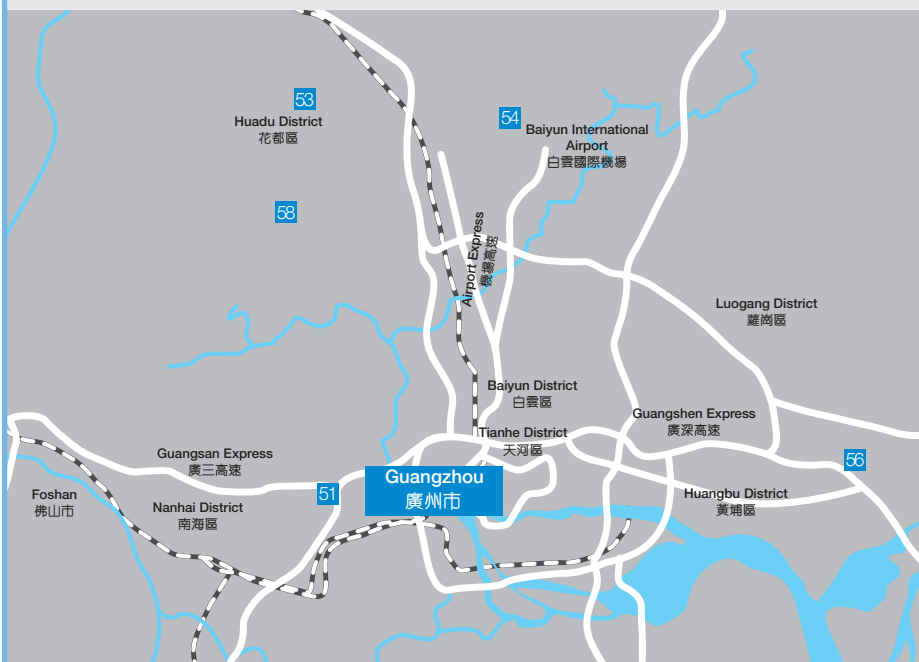 53
Huadu District
花都區
54
Baiyun International
Airport
白雲國際機場
58
Airport Express
機場高速
Luogang District
蘿崗區
Baiyun District
白雲區
Guangshen Express
廣深高速
Tianhe District
天河區
Guangsan Express
廣三高速
56
Guangzhou
廣州市
51
Foshan
佛山市
Nanhai District
南海區
Huangbu District
黃埔區